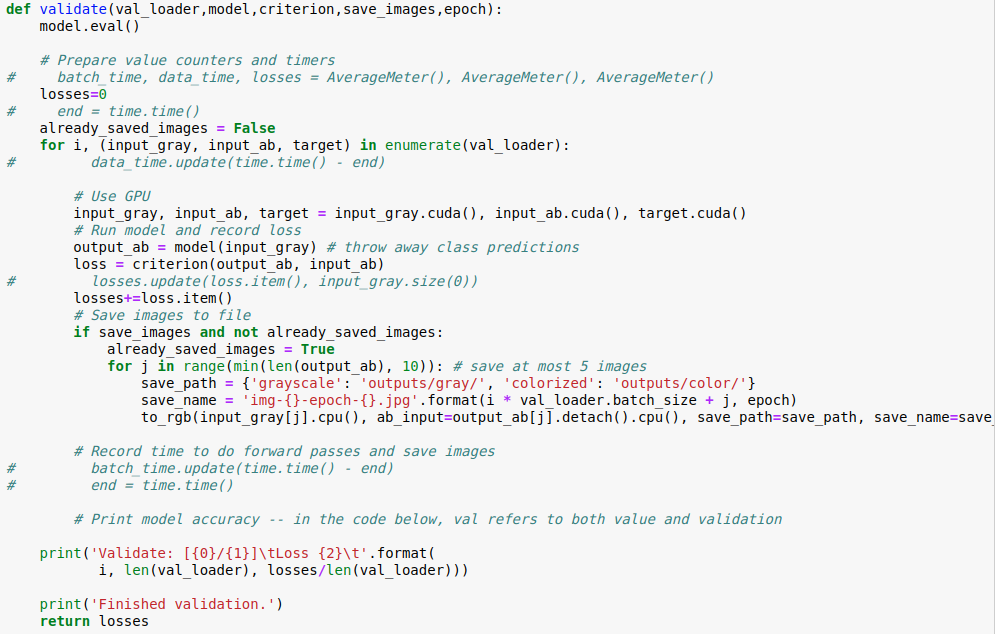 def validate(val_loader,model,criterion,save_images,epoch):
    model.eval()

    # Prepare value counters and timers
#     batch_time, data_time, losses = AverageMeter(), AverageMeter(), AverageMeter()
    losses=0
#     end = time.time()
    already_saved_images = False
    for i, (input_gray, input_ab, target) in enumerate(val_loader):
#         data_time.update(time.time() - end)

        # Use GPU
        input_gray, input_ab, target = input_gray.cuda(), input_ab.cuda(), target.cuda()
        # Run model and record loss
        output_ab = model(input_gray) # throw away class predictions
        loss = criterion(output_ab, input_ab)
#         losses.update(loss.item(), input_gray.size(0))
        losses+=loss.item()
        # Save images to file
        if save_images and not already_saved_images:
            already_saved_images = True
            for j in range(min(len(output_ab), 10)): # save at most 5 images
                save_path = {'grayscale': 'outputs/gray/', 'colorized': 'outputs/color/'}
                save_name = 'img-{}-epoch-{}.jpg'.format(i * val_loader.batch_size + j, epoch)
                to_rgb(input_gray[j].cpu(), ab_input=output_ab[j].detach().cpu(), save_path=save_path, save_name=save_

        # Record time to do forward passes and save images
#         batch_time.update(time.time() - end)
#         end = time.time()

        # Print model accuracy -- in the code below, val refers to both value and validation

    print('Validate: [{0}/{1}]\tLoss {2}\t'.format(
           i, len(val_loader), losses/len(val_loader)))

    print('Finished validation.')
    return losses